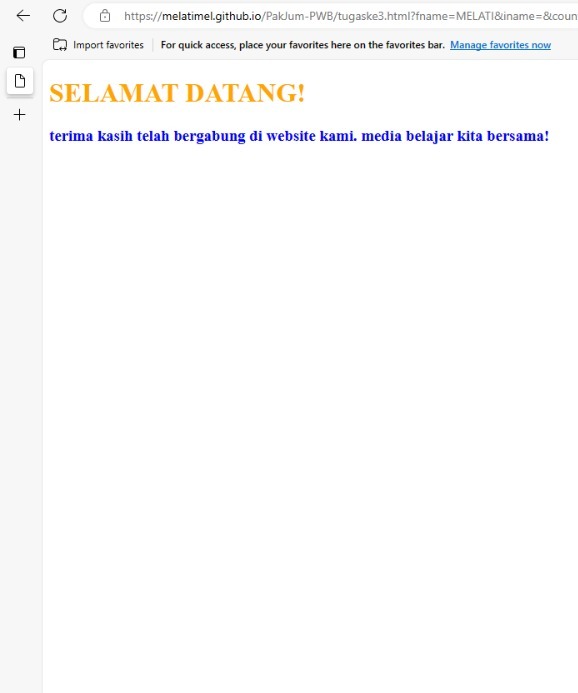 https://melatimel.github.io/PakJum-PWB/tugaske3.html?fname=MELATI&iname=&coun
Import favorites
For quick access, place your favorites here on the favorites bar. Manage favorites now
SELAMAT DATANG!
terima kasih telah bergabung di website kami. media belajar kita bersama!